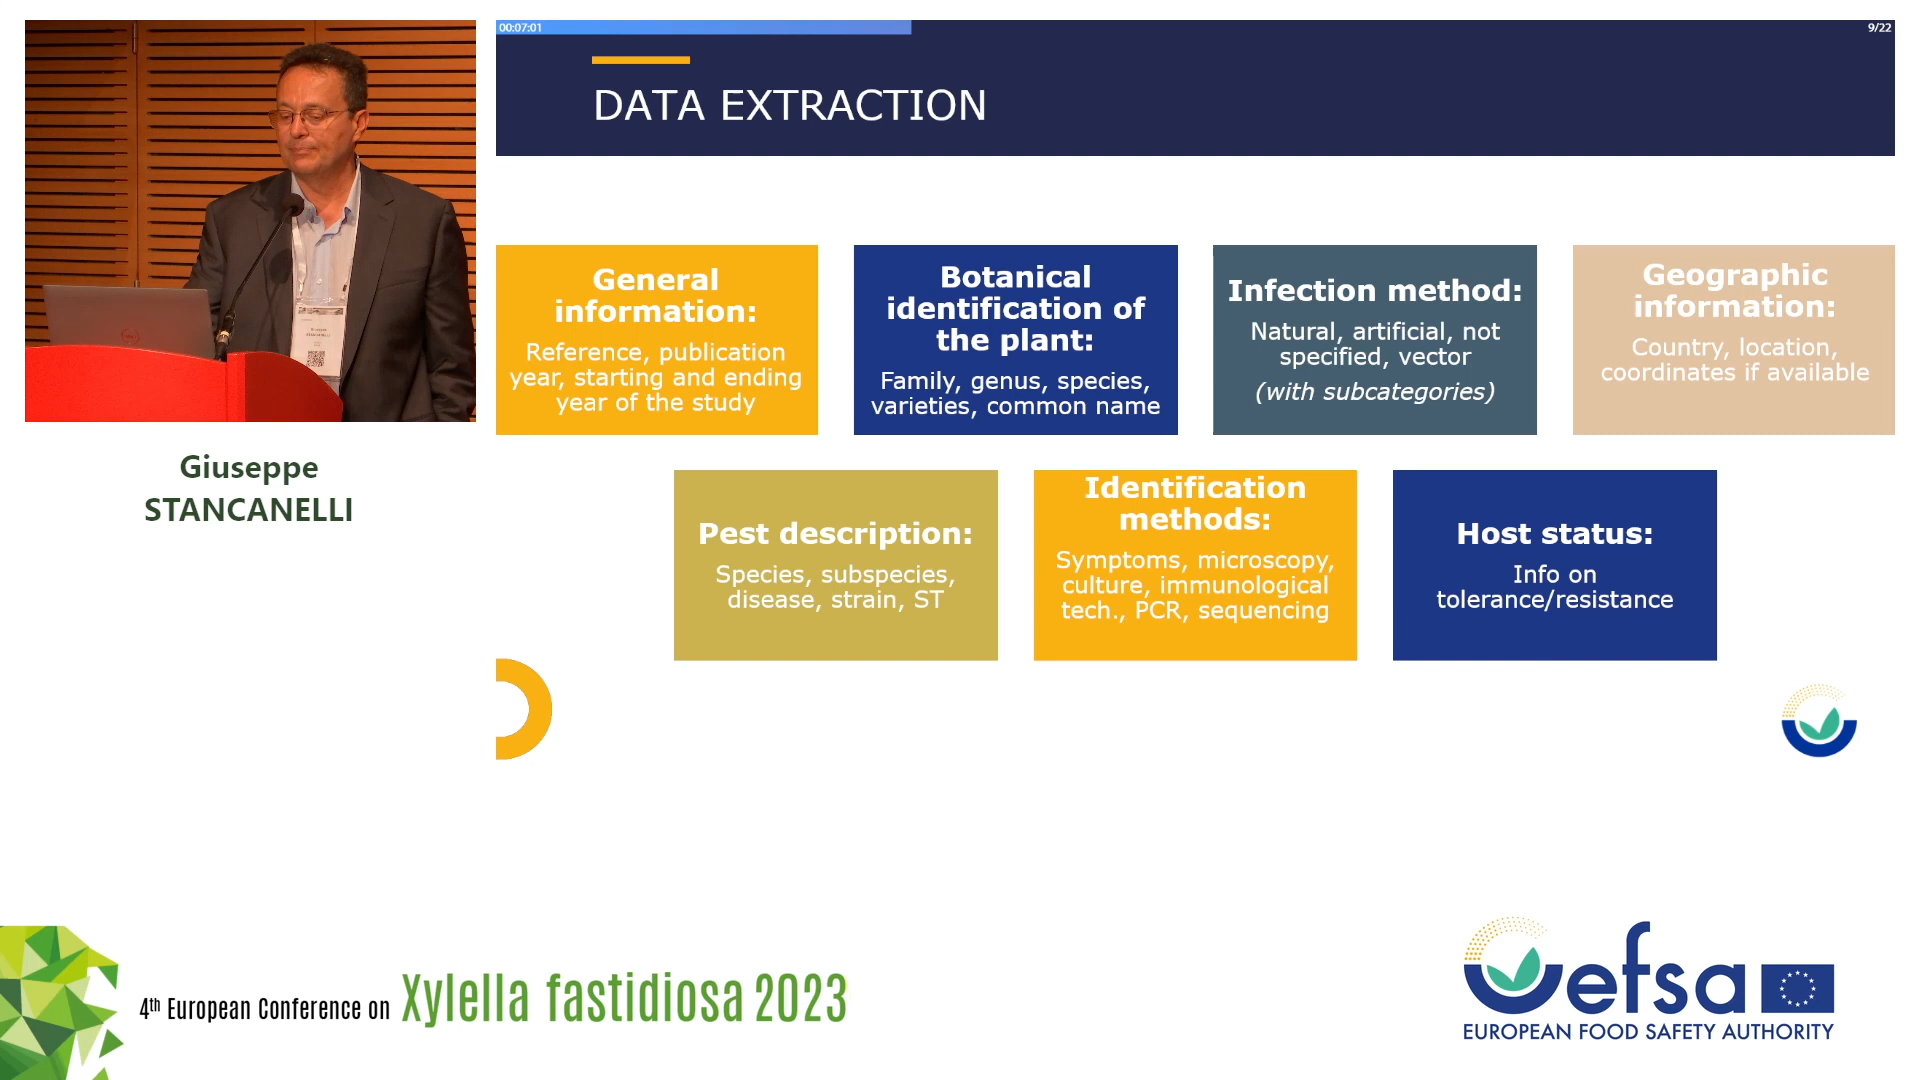 00:07:01
9/22
DATA EXTRACTION
General
information:
Reference, publication
year, starting and ending
year of the study
Botanical
identification of
the plant:
Family, genus, species,
varieties, common name
Infection method:
Natural, artificial, not
specified, vector
(with subcategories)
Geographic
information:
Country, location,
coordinates if available
Pest description:
Species, subspecies,
disease, strain, ST
Identification
methods:
Symptoms, microscopy,
culture, immunological
tech., PCR, sequencing
Host status:
Info on
tolerance/resistance
Giuseppe
STANCANELLI
4th European Conference on Xylella fastidiosa 2023
efsa
EUROPEAN FOOD SAFETY AUTHORITY